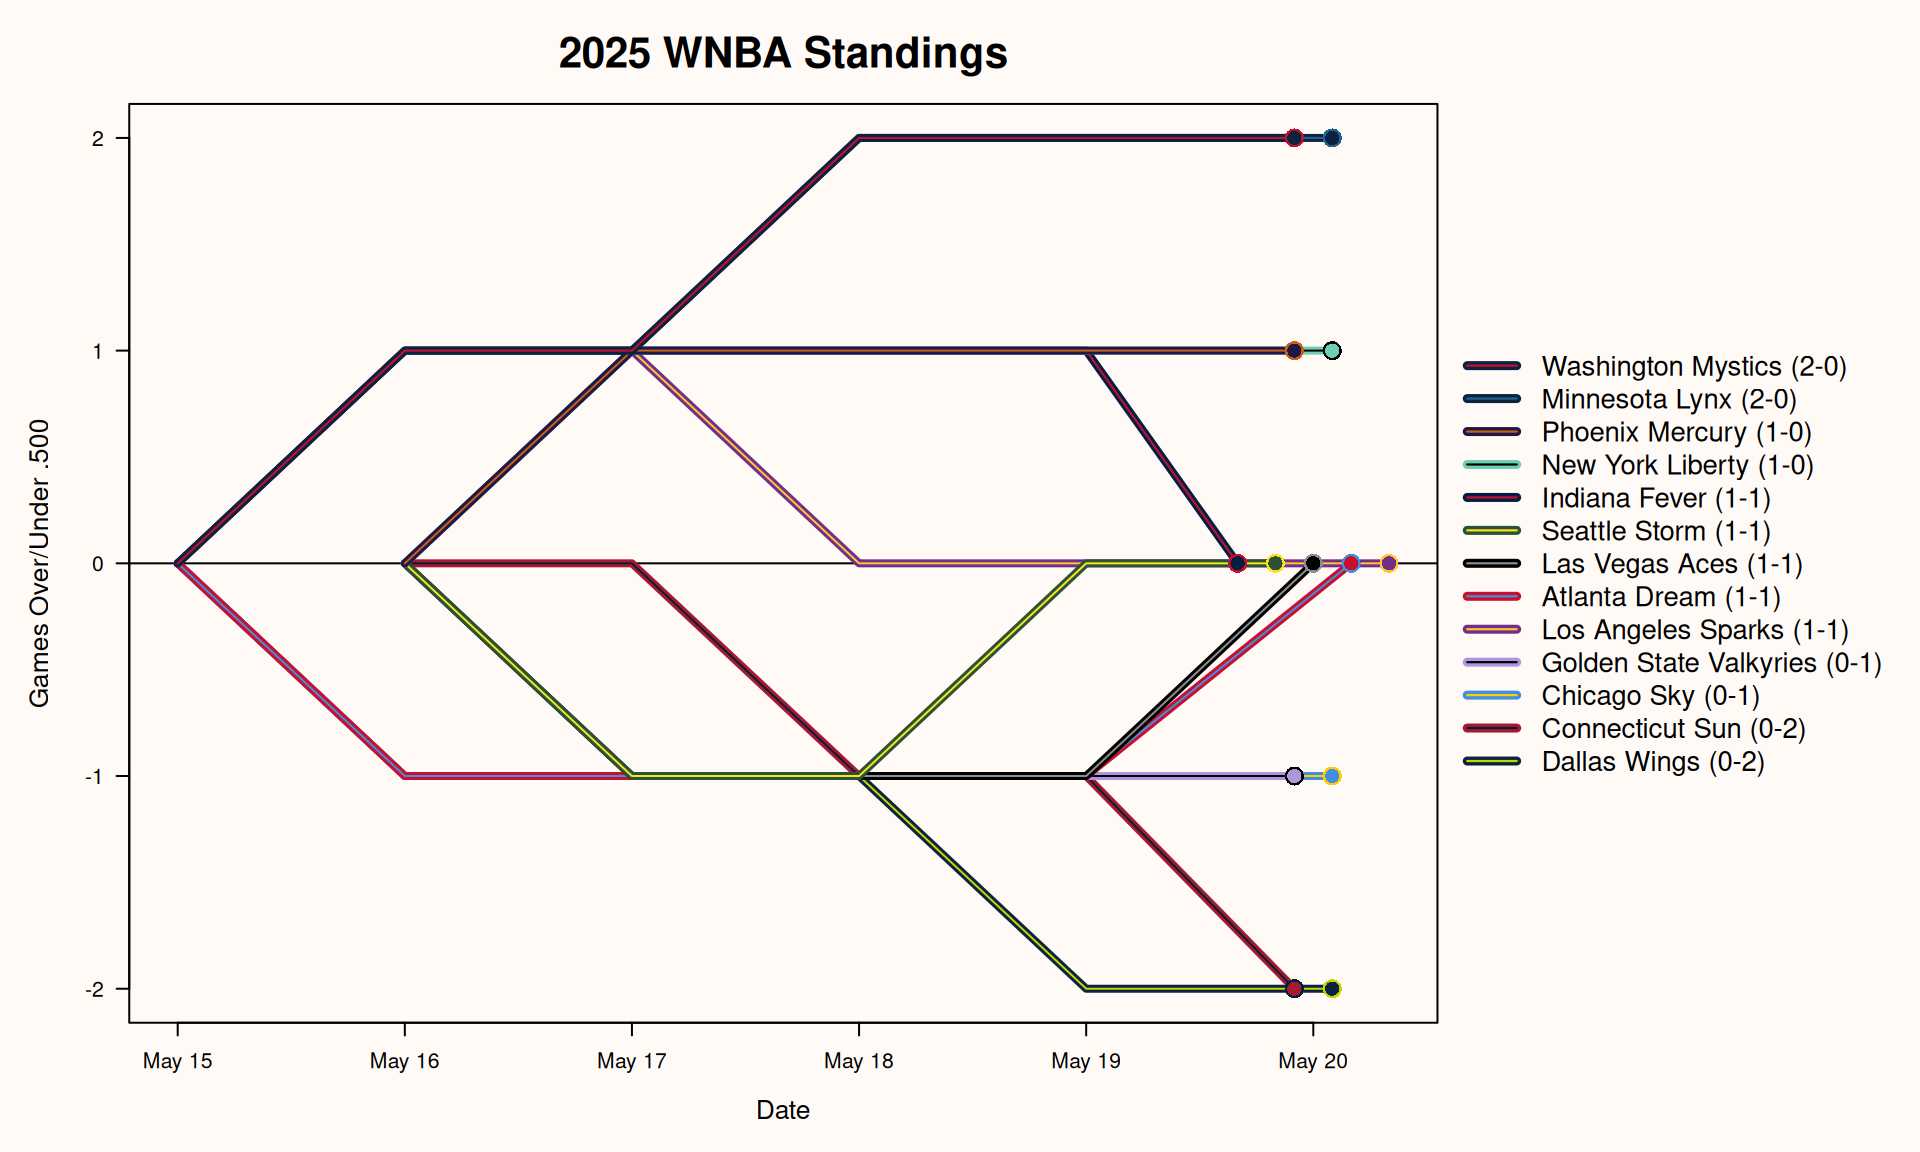 2025 WNBA Standings
2
1
0
-1
-2
Games Over/Under .500
May 15
May 16
May 17
May 18
May 19
May 20
Date
Washington Mystics (2-0)
Minnesota Lynx (2-0)
Phoenix Mercury (1-0)
New York Liberty (1-0)
Indiana Fever (1-1)
Seattle Storm (1-1)
Las Vegas Aces (1-1)
Atlanta Dream (1-1)
Los Angeles Sparks (1-1)
Golden State Valkyries (0-1)
Chicago Sky (0-1)
Connecticut Sun (0-2)
Dallas Wings (0-2)